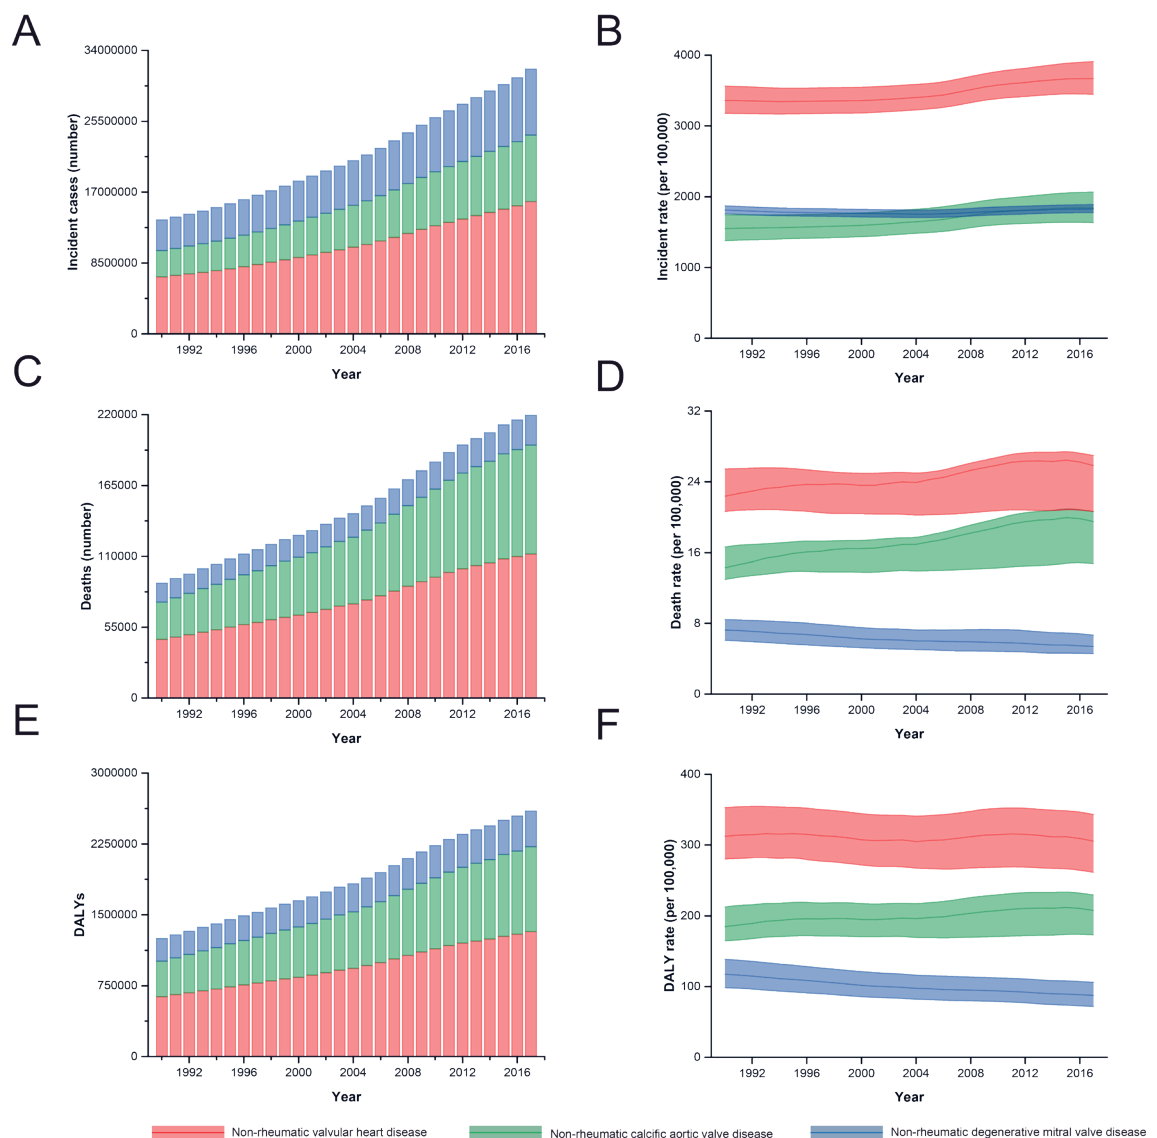 A
34000000
25500000
17000000
8500000
0
Incident cases (number)
1992 1996 2000 2004 2008 2012 2016
Year
B
4000
3000
2000
1000
0
Incident rate (per 100,000)
1992 1996 2000 2004 2008 2012 2016
Year
C
220000
165000
110000
55000
0
Deaths (number)
1992 1996 2000 2004 2008 2012 2016
Year
D
32
24
16
8
0
Death rate (per 100,000)
1992 1996 2000 2004 2008 2012 2016
Year
E
3000000
2250000
1500000
750000
0
DALYs
1992 1996 2000 2004 2008 2012 2016
Year
F
400
300
200
100
0
DALY rate (per 100,000)
1992 1996 2000 2004 2008 2012 2016
Year
Non-rheumatic valvular heart disease
Non-rheumatic calcific aortic valve disease
Non-rheumatic degenerative mitral valve disease